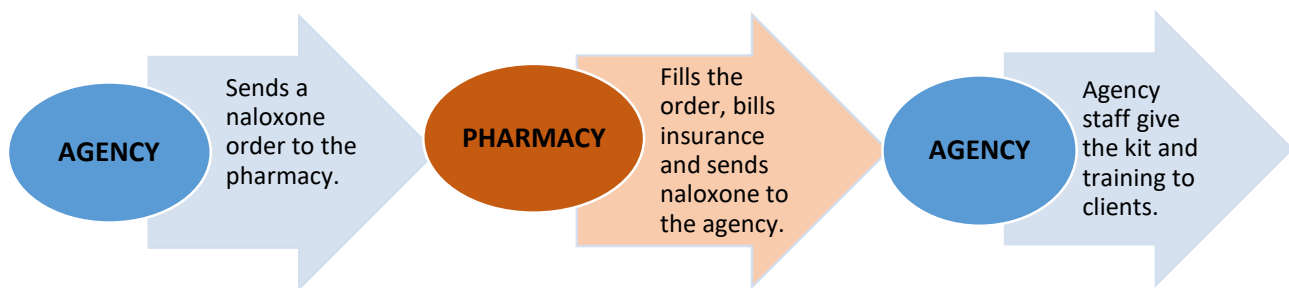 AGENCY
Sends a
naloxone
order to the
pharmacy.
PHARMACY
Fills the
order, bills
insurance
and sends
naloxone to
the agency.
AGENCY
Agency
staff give
the kit and
training to
clients.